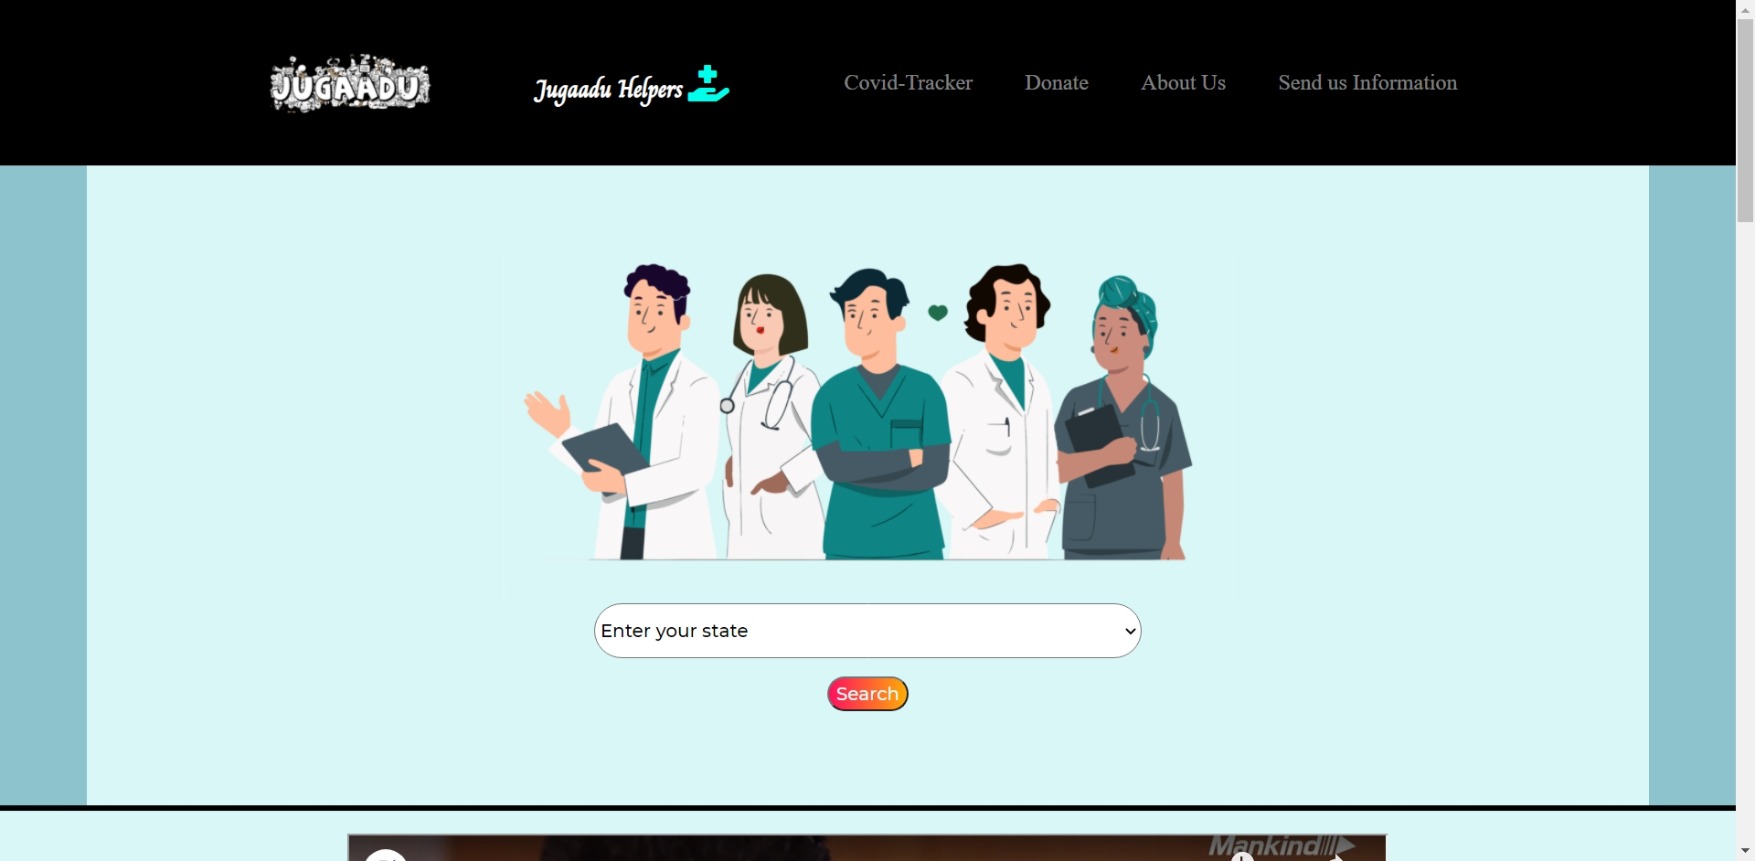 JUGAADU
Jugaadu Helpers
Covid-Tracker
Donate
About Us
Send us Information
Enter your state
Search
Mankind